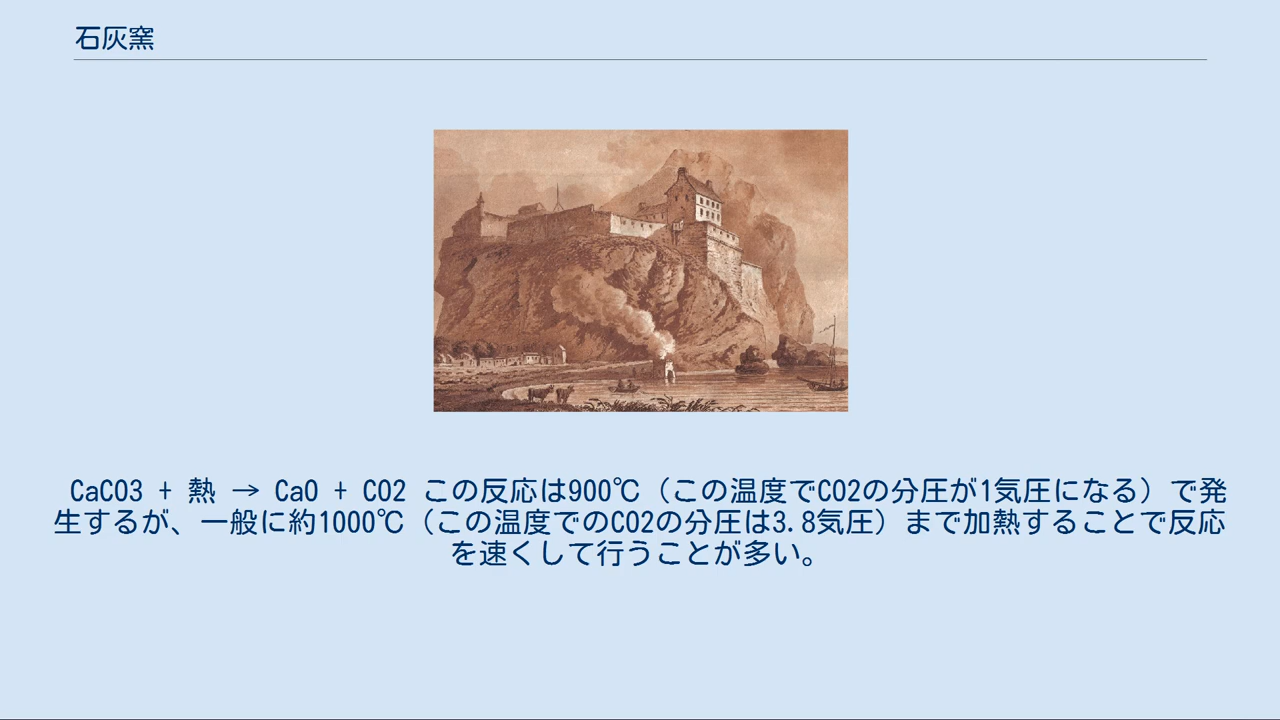 石灰窯
CaCO3 + 熱 → CaO + CO2 この反応は900℃（この温度でCO2の分圧が1気圧になる）で発
生するが、一般に約1000℃（この温度でのCO2の分圧は3.8気圧）まで加熱することで反応
を速くして行うことが多い。